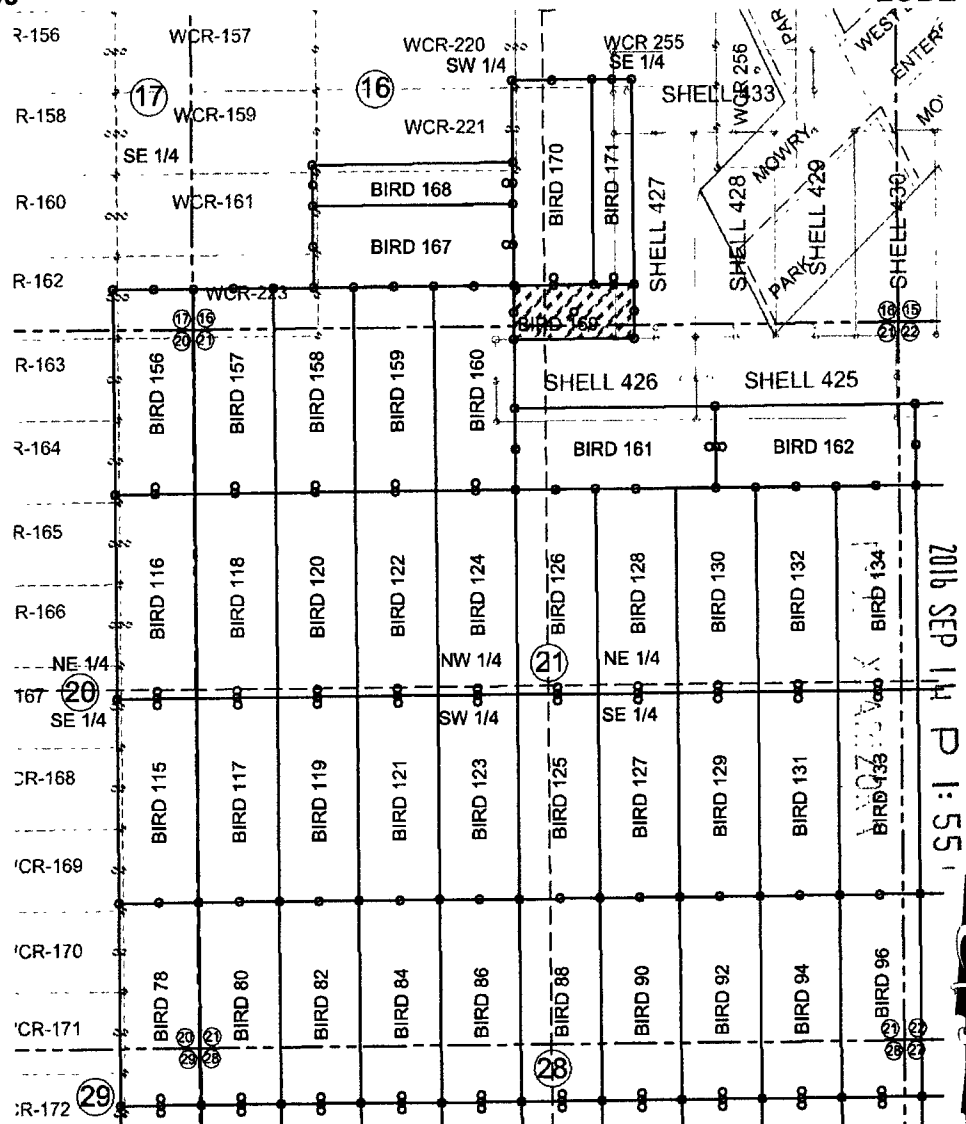 R-156
WCR-157
WCR-220
SW 1/4
WCR 255
SE 1/4
WCR 256
PAR
WEST
ENTERP
17
16
SHELL 433
R-158
WCR-159
WCR-221
MOWRY
MO
SE 1/4
BIRD 170
BIRD 171
R-160
WCR-161
BIRD 168
SHELL 427
SHELL 428
SHELL 429
SHELL 430
BIRD 167
PARK
R-162
WCR-223
17 16
20 21
BIRD 169
16 15
21 22
R-163
BIRD 156
BIRD 157
BIRD 158
BIRD 159
BIRD 160
SHELL 426
SHELL 425
R-164
BIRD 161
BIRD 162
R-165
BIRD 116
BIRD 118
BIRD 120
BIRD 122
BIRD 124
BIRD 126
BIRD 128
BIRD 130
BIRD 132
BIRD 134
R-166
2016 SEP 14 P 1:55
NE 1/4
NW 1/4
21
NE 1/4
167
20
SE 1/4
SW 1/4
SE 1/4
CR-168
BIRD 115
BIRD 117
BIRD 119
BIRD 121
BIRD 123
BIRD 125
BIRD 127
BIRD 129
BIRD 131
BIRD 133
CR-169
CR-170
BIRD 78
BIRD 80
BIRD 82
BIRD 84
BIRD 86
BIRD 88
BIRD 90
BIRD 92
BIRD 94
BIRD 96
CR-171
20 21
29 28
21 22
28 27
29
28
R-172